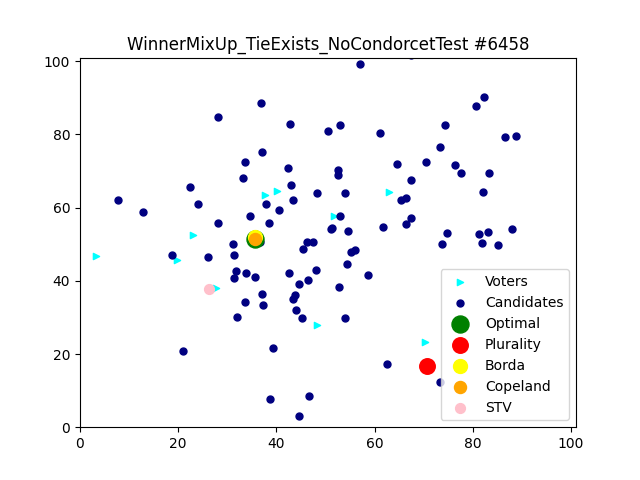 WinnerMixUp_TieExists_NoCondorcetTest #6458
100
80
60
40
20
0
0 20 40 60 80 100
Voters
Candidates
Optimal
Plurality
Borda
Copeland
STV